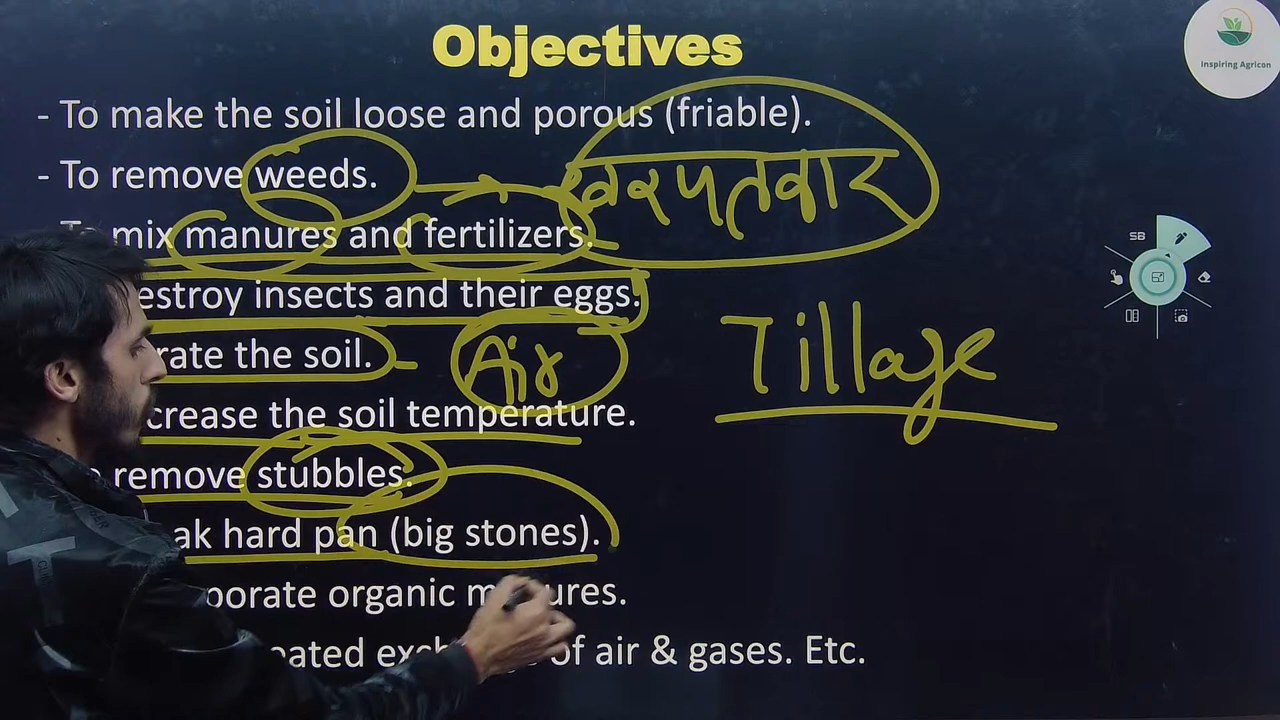 Objectives
Inspiring Agricon
- To make the soil loose and porous (friable).
- To remove weeds.
खरपतवार
mix manures and fertilizers.
estroy insects and their eggs.
rate the soil.
Air
Tillage
crease the soil temperature.
remove stubbles.
ak hard pan (big stones).
porate organic
of air & gases. Etc.
SB